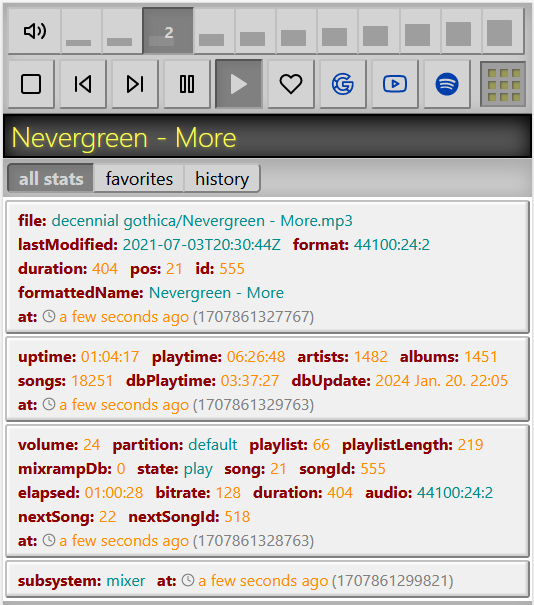 2
Nevergreen - More
all stats favorites history
file: decennial gothica/Nevergreen - More.mp3
lastModified: 2021-07-03T20:30:44Z format: 44100:24:2
duration: 404 pos: 21 id: 555
formattedName: Nevergreen - More
at: a few seconds ago (1707861327767)
uptime: 01:04:17 playtime: 06:26:48 artists: 1482 albums: 1451
songs: 18251 dbPlaytime: 03:37:27 dbUpdate: 2024 Jan. 20. 22:05
at: a few seconds ago (1707861329763)
volume: 24 partition: default playlist: 66 playlistLength: 219
mixrampDb: 0 state: play song: 21 songId: 555
elapsed: 01:00:28 bitrate: 128 duration: 404 audio: 44100:24:2
nextSong: 22 nextSongId: 518
at: a few seconds ago (1707861328763)
subsystem: mixer at: a few seconds ago (1707861299821)